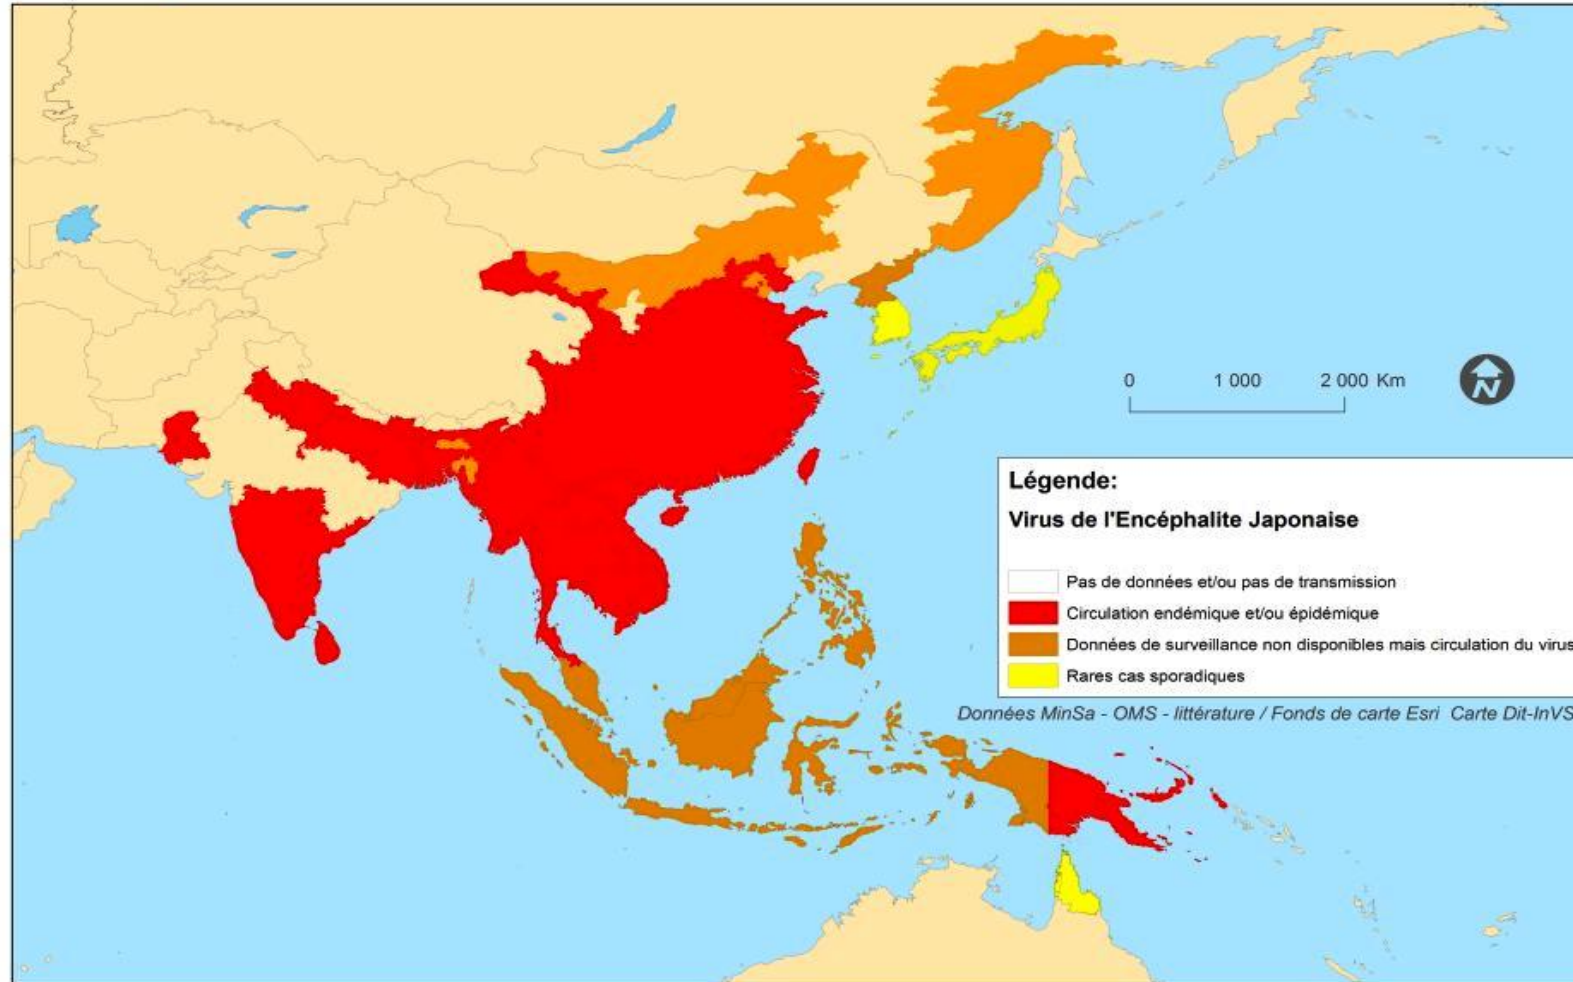 0 1 000 2 000 Km
N
Légende:
Virus de l'Encéphalite Japonaise
Pas de données et/ou pas de transmission
Circulation endémique et/ou épidémique
Données de surveillance non disponibles mais circulation du virus
Rares cas sporadiques
Données MinSa - OMS - littérature / Fonds de carte Esri Carte Dit-InVS